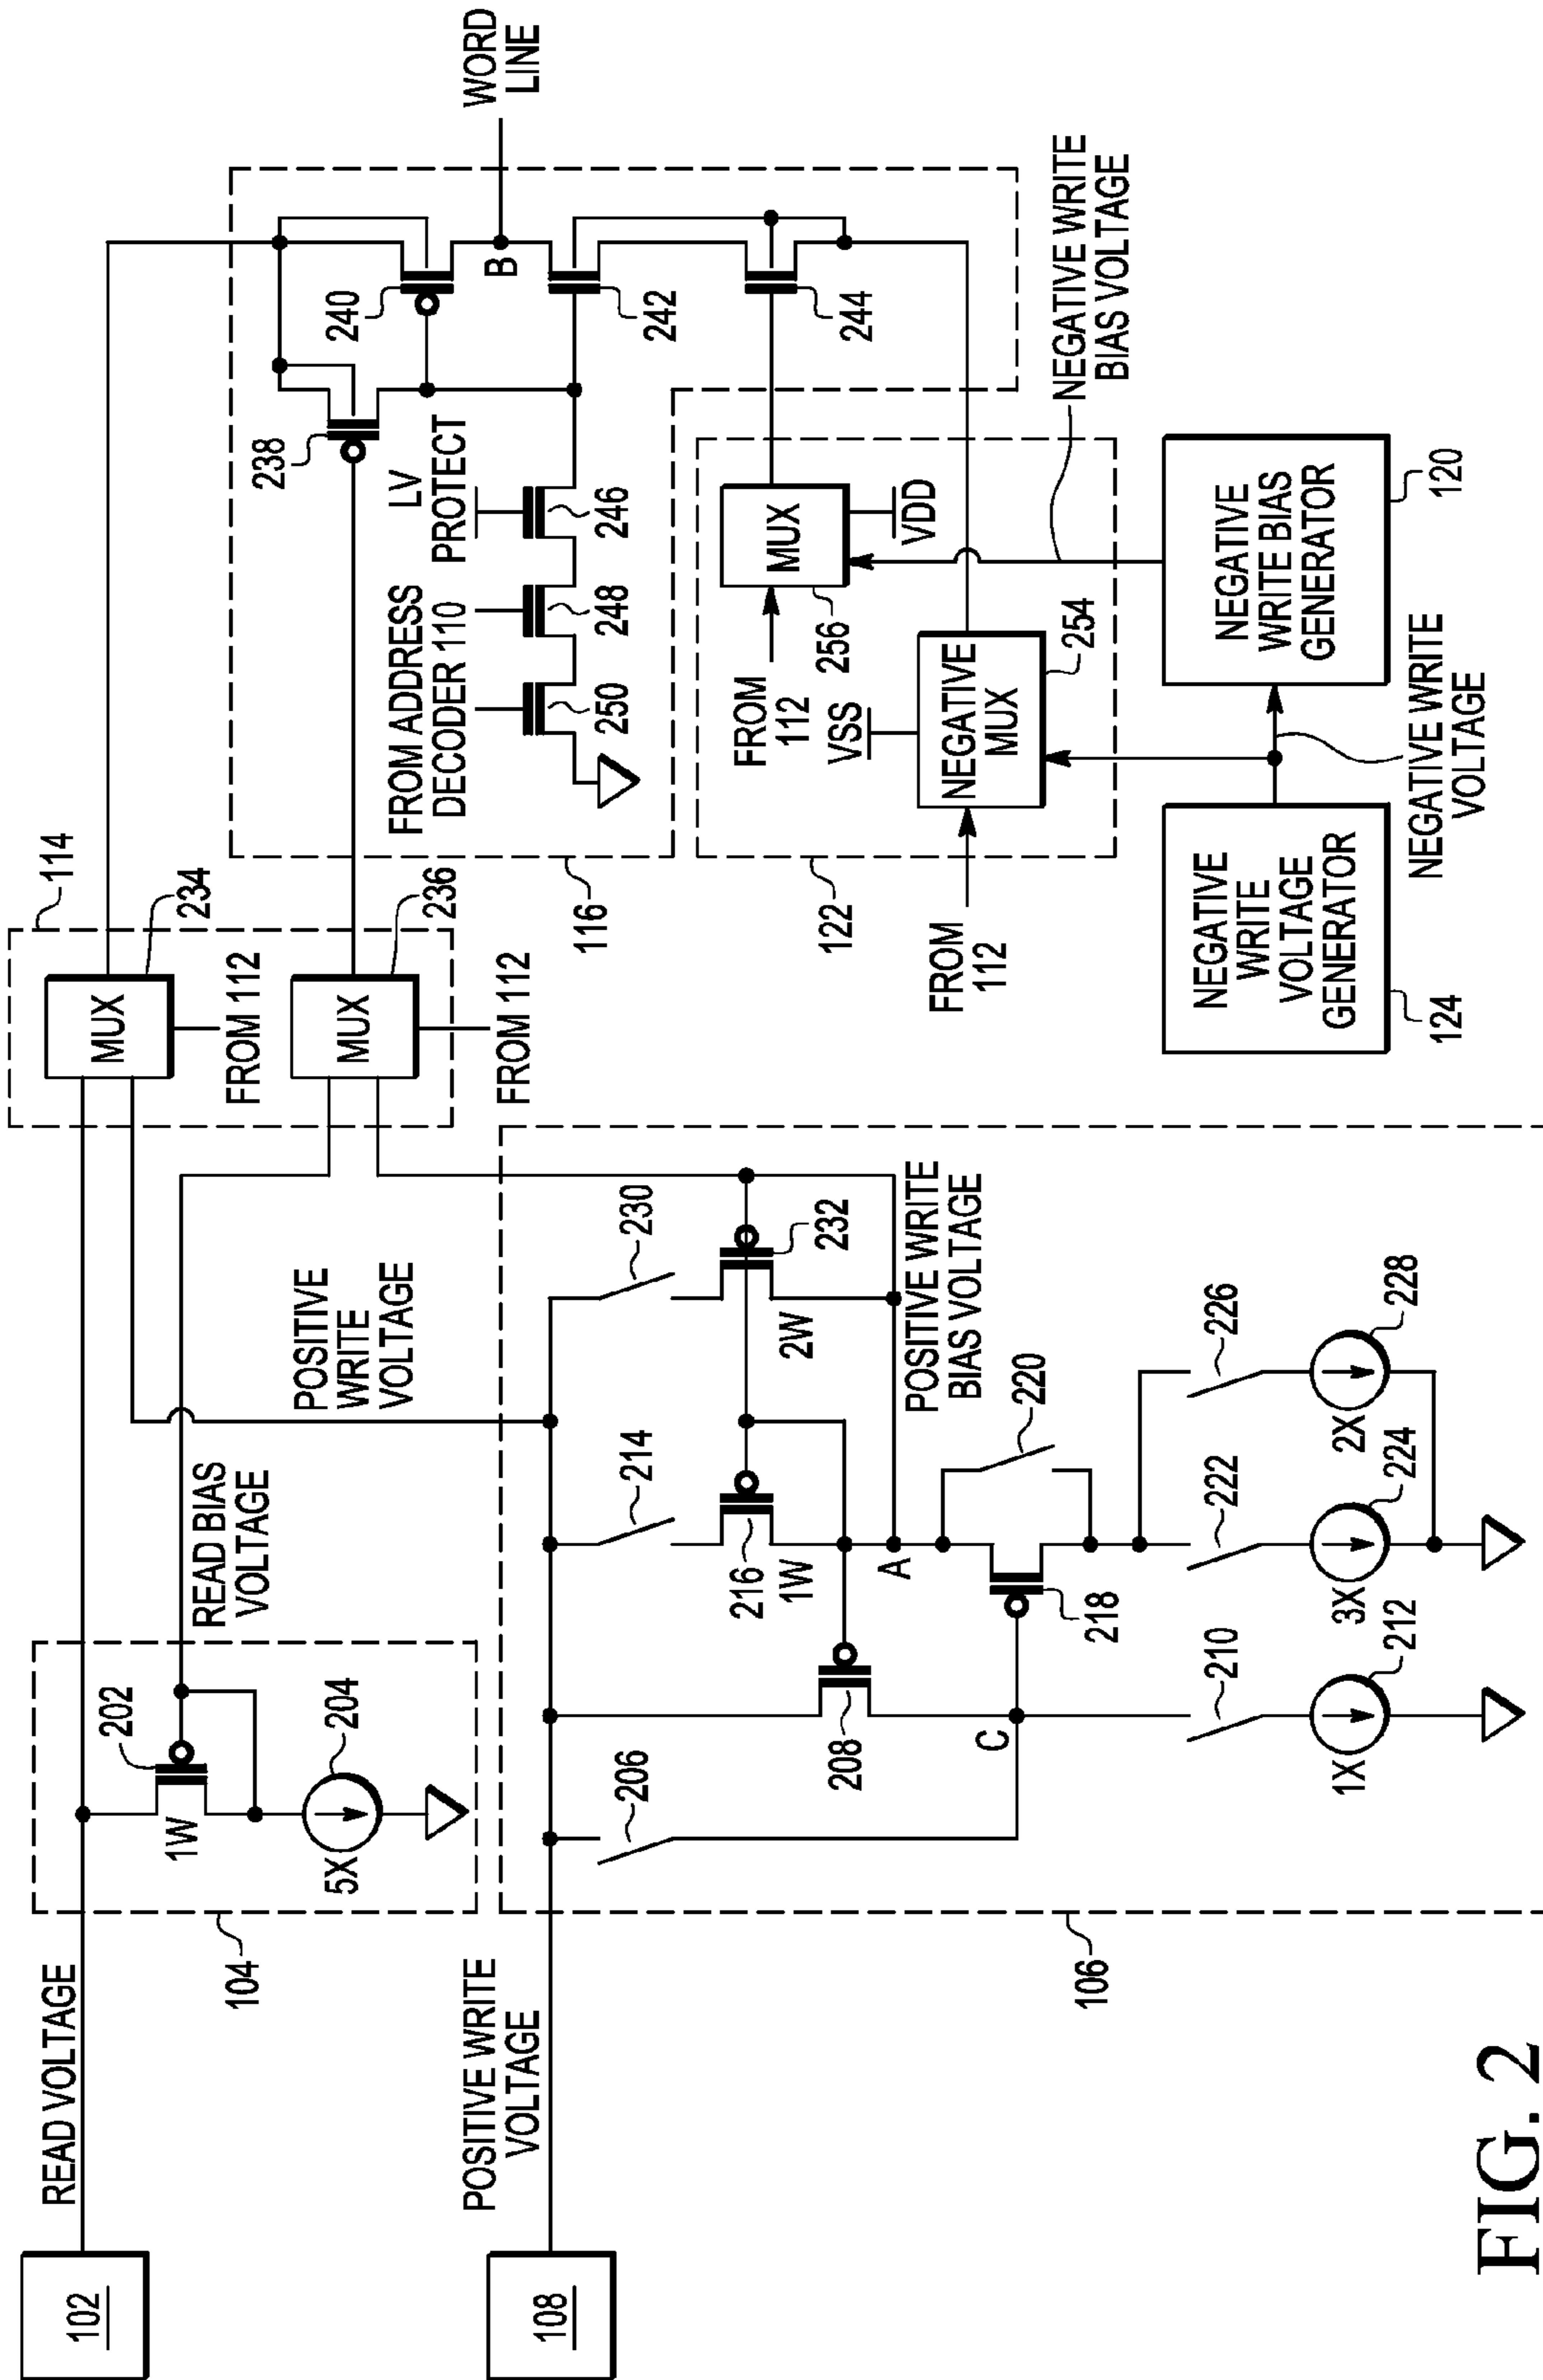 READ VOLTAGE
102
104
202
1W
204
5X
READ BIAS
VOLTAGE
POSITIVE
WRITE
VOLTAGE
114
MUX
234
FROM 112
MUX
236
FROM 112
POSITIVE WRITE
VOLTAGE
108
106
206
208
C
210
1X
212
214
216
1W
A
218
220
222
3X
224
226
2X
228
230
232
2W
POSITIVE WRITE
BIAS VOLTAGE
116
238
240
B
WORD
LINE
242
244
LV
PROTECT
246
FROM ADDRESS
DECODER 110
248
250
122
FROM
112
MUX
256
VDD
VSS
FROM
112
NEGATIVE
MUX
254
NEGATIVE WRITE
BIAS VOLTAGE
NEGATIVE
WRITE
VOLTAGE
GENERATOR
124
NEGATIVE WRITE
VOLTAGE
NEGATIVE
WRITE BIAS
GENERATOR
120
FIG. 2